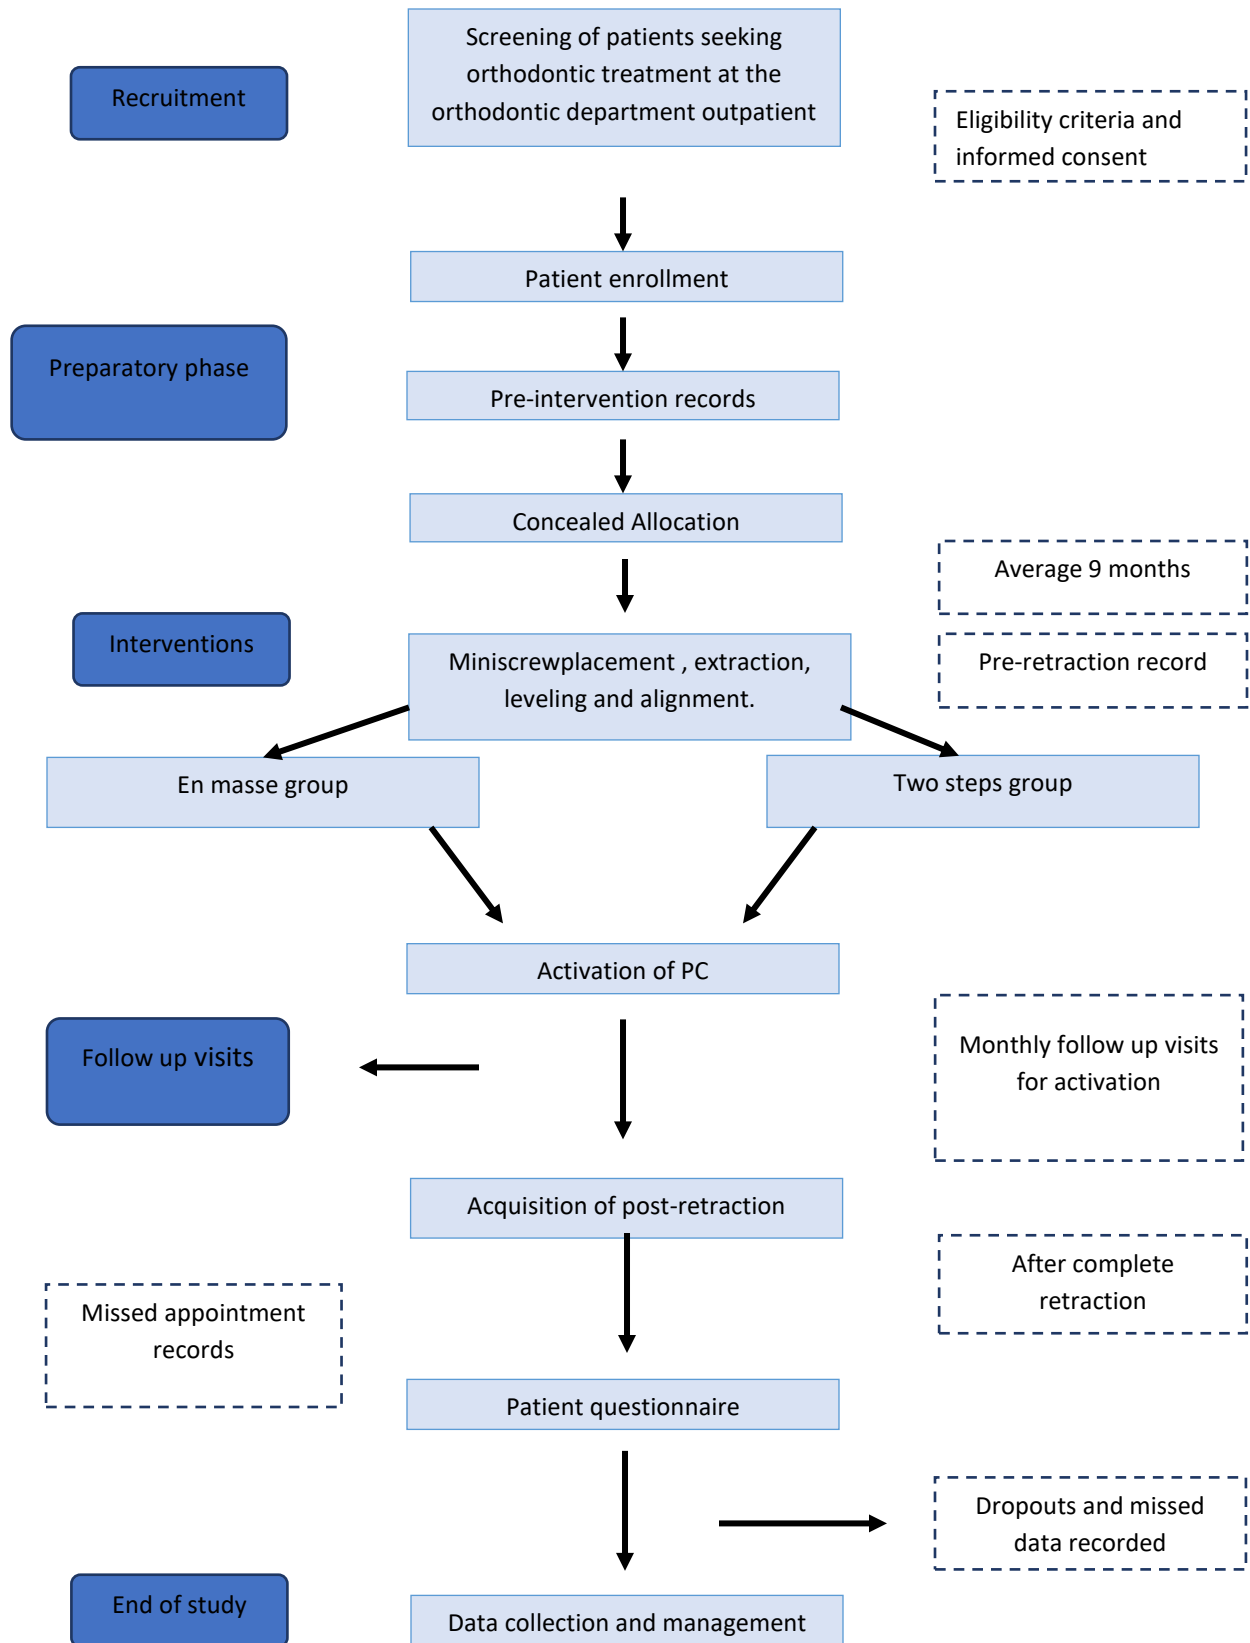 Screening of patients seeking
orthodontic treatment at the
orthodontic department outpatient
Recruitment
Eligibility criteria and
informed consent
Patient enrollment
Preparatory phase
Pre-intervention records
Concealed Allocation
Average 9 months
Interventions
Miniscrewplacement , extraction,
leveling and alignment.
Pre-retraction record
En masse group
Two steps group
Activation of PC
Follow up visits
Monthly follow up visits
for activation
Acquisition of post-retraction
After complete
retraction
Missed appointment
records
Patient questionnaire
Dropouts and missed
data recorded
End of study
Data collection and management